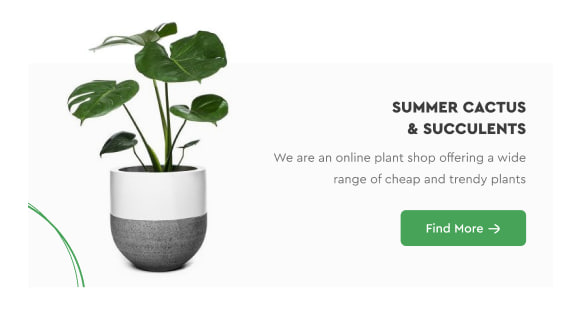 SUMMER CACTUS
& SUCCULENTS
We are an online plant shop offering a wide
range of cheap and trendy plants
Find More →